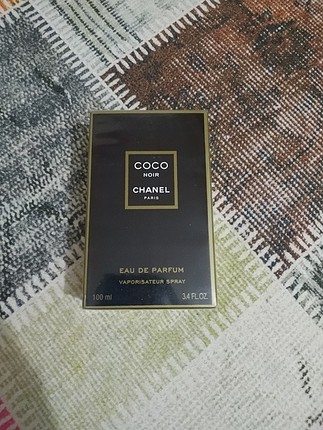 COCO
NOIR
CHANEL
PARIS
EAU DE PARFUM
VAPORISATEUR SPRAY
100 ml 3.4 FL.OZ.